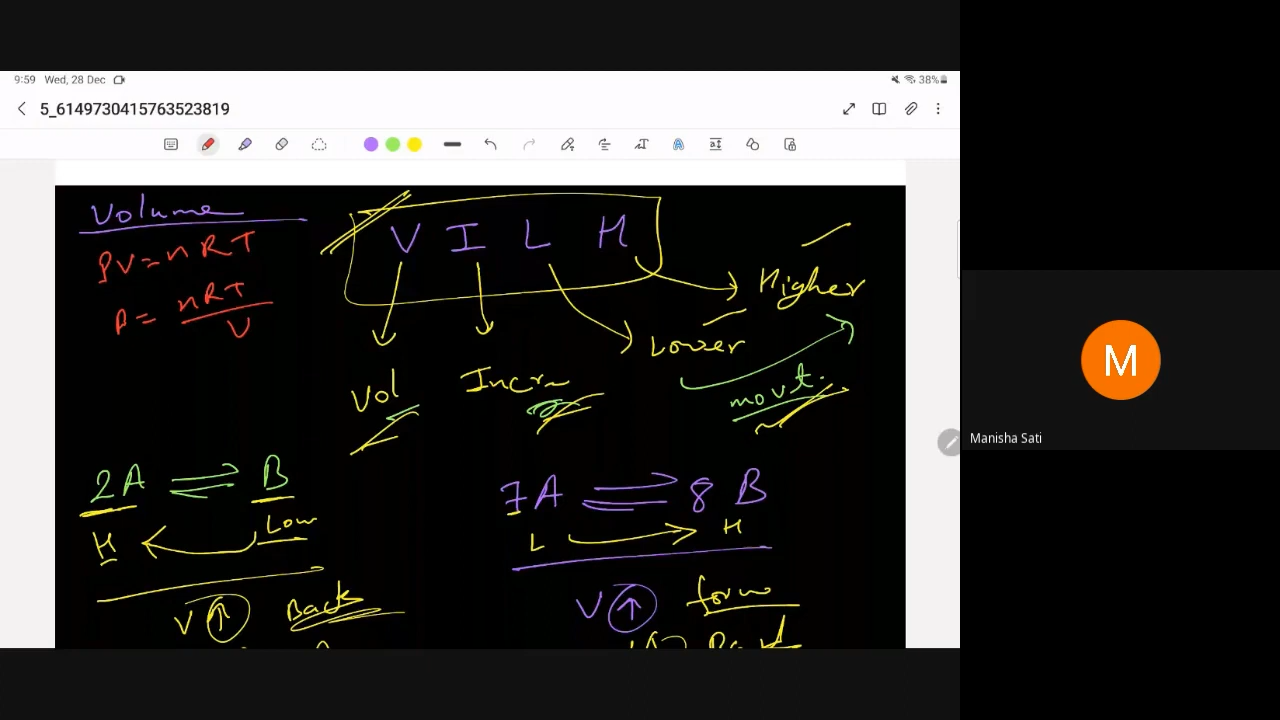 9:59 Wed, 28 Dec 38%
5_6149730415763523819
Volume
PV = nRT
P = nRT / V
V I L H
Higher
Lower
Vol
Incr
movt.
2A ⇌ B
H ← Low
V ↑ Back
7A ⇌ 8 B
L → H
V ↑ forw
M
Manisha Sati